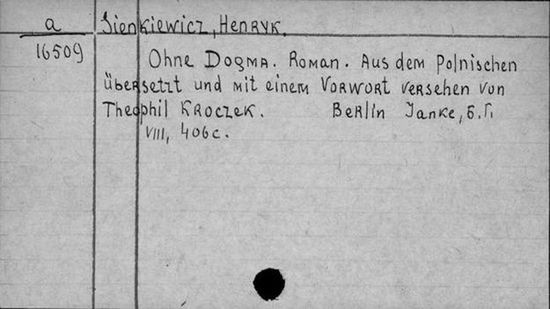 a
16509
Sienkiewicz, Henryk.
Ohne Dogma. Roman. Aus dem Polnischen
übersetzt und mit einem Vorwort versehen von
Theophil Kroczek. Berlin Janke, б.г.
VIII, 406 с.